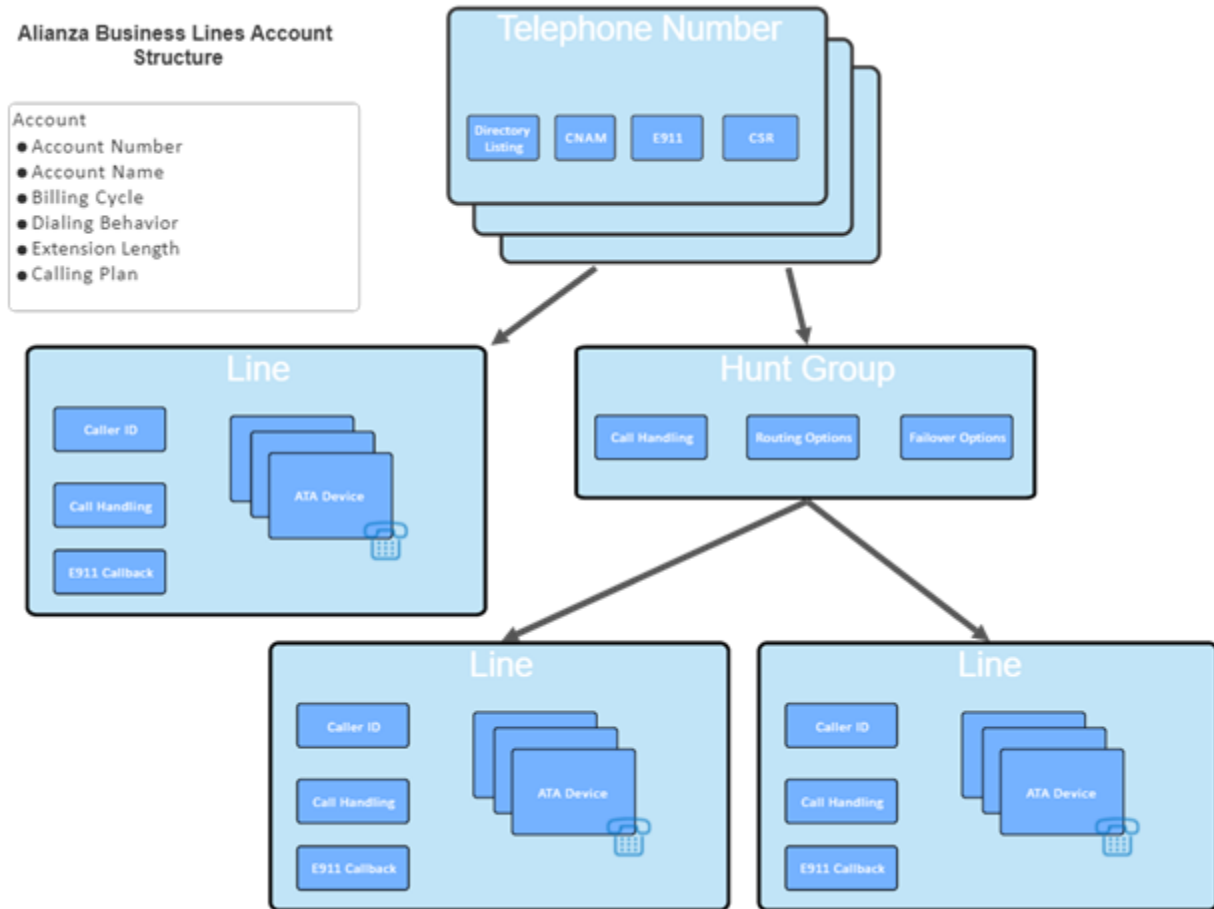 Alianza Business Lines Account
Structure
Account
● Account Number
● Account Name
● Billing Cycle
● Dialing Behavior
● Extension Length
● Calling Plan
Telephone Number
Directory
Listing
CNAM
E911
CSR
Line
Caller ID
Call Handling
E911 Callback
ATA Device
Hunt Group
Call Handling
Routing Options
Failover Options
Line
Caller ID
Call Handling
E911 Callback
ATA Device
Line
Caller ID
Call Handling
E911 Callback
ATA Device